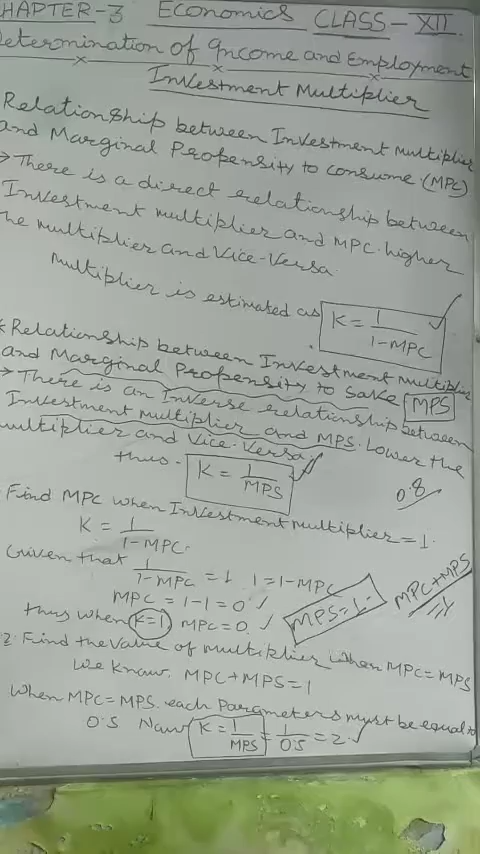 HAPTER-3 Economics CLASS-XII.
Determination of Income and Employment
Investment Multiplier
Relationship between Investment multiplier
and Marginal Propensity to consume (MPC)
→ There is a direct relationship between
Investment multiplier and MPC. higher
the multiplier and Vice-Versa.
Multiplier is estimated as K = 1/1-MPC
* Relationship between Investment Multiplier
and Marginal Propensity to Save MPS
→ There is an Inverse relationship between
Investment multiplier and MPS. Lower the
multiplier and Vice-Versa.
thus. K = 1/MPS
0.8
Find MPC when Investment multiplier = 1.
K = 1/1-MPC.
Given that 1/1-MPC = 1 1 = 1-MPC
MPC = 1-1 = 0 ✓
thus when K=1 MPC = 0. ✓ MPS=1-
MPC+MPS
2. Find the Value of multiplier when MPC = MPS
We know. MPC + MPS = 1
When MPC = MPS. each Parameters must be equal to
0.5 Now K = 1/MPS = 1/0.5 = 2 ✓